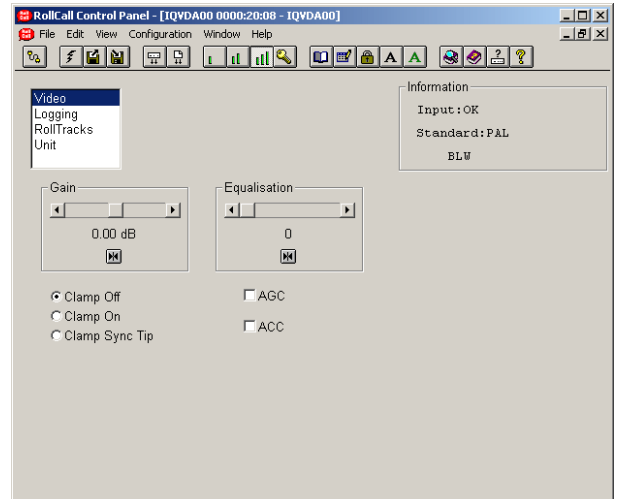 RollCall Control Panel - [IQVDA00 0000:20:08 - IQVDA00]
File Edit View Configuration Window Help
A A ?
Video
Logging
RollTracks
Unit
Information
Input:OK
Standard:PAL
BLW
Gain
0.00 dB
Equalisation
0
Clamp Off
Clamp On
Clamp Sync Tip
AGC
ACC